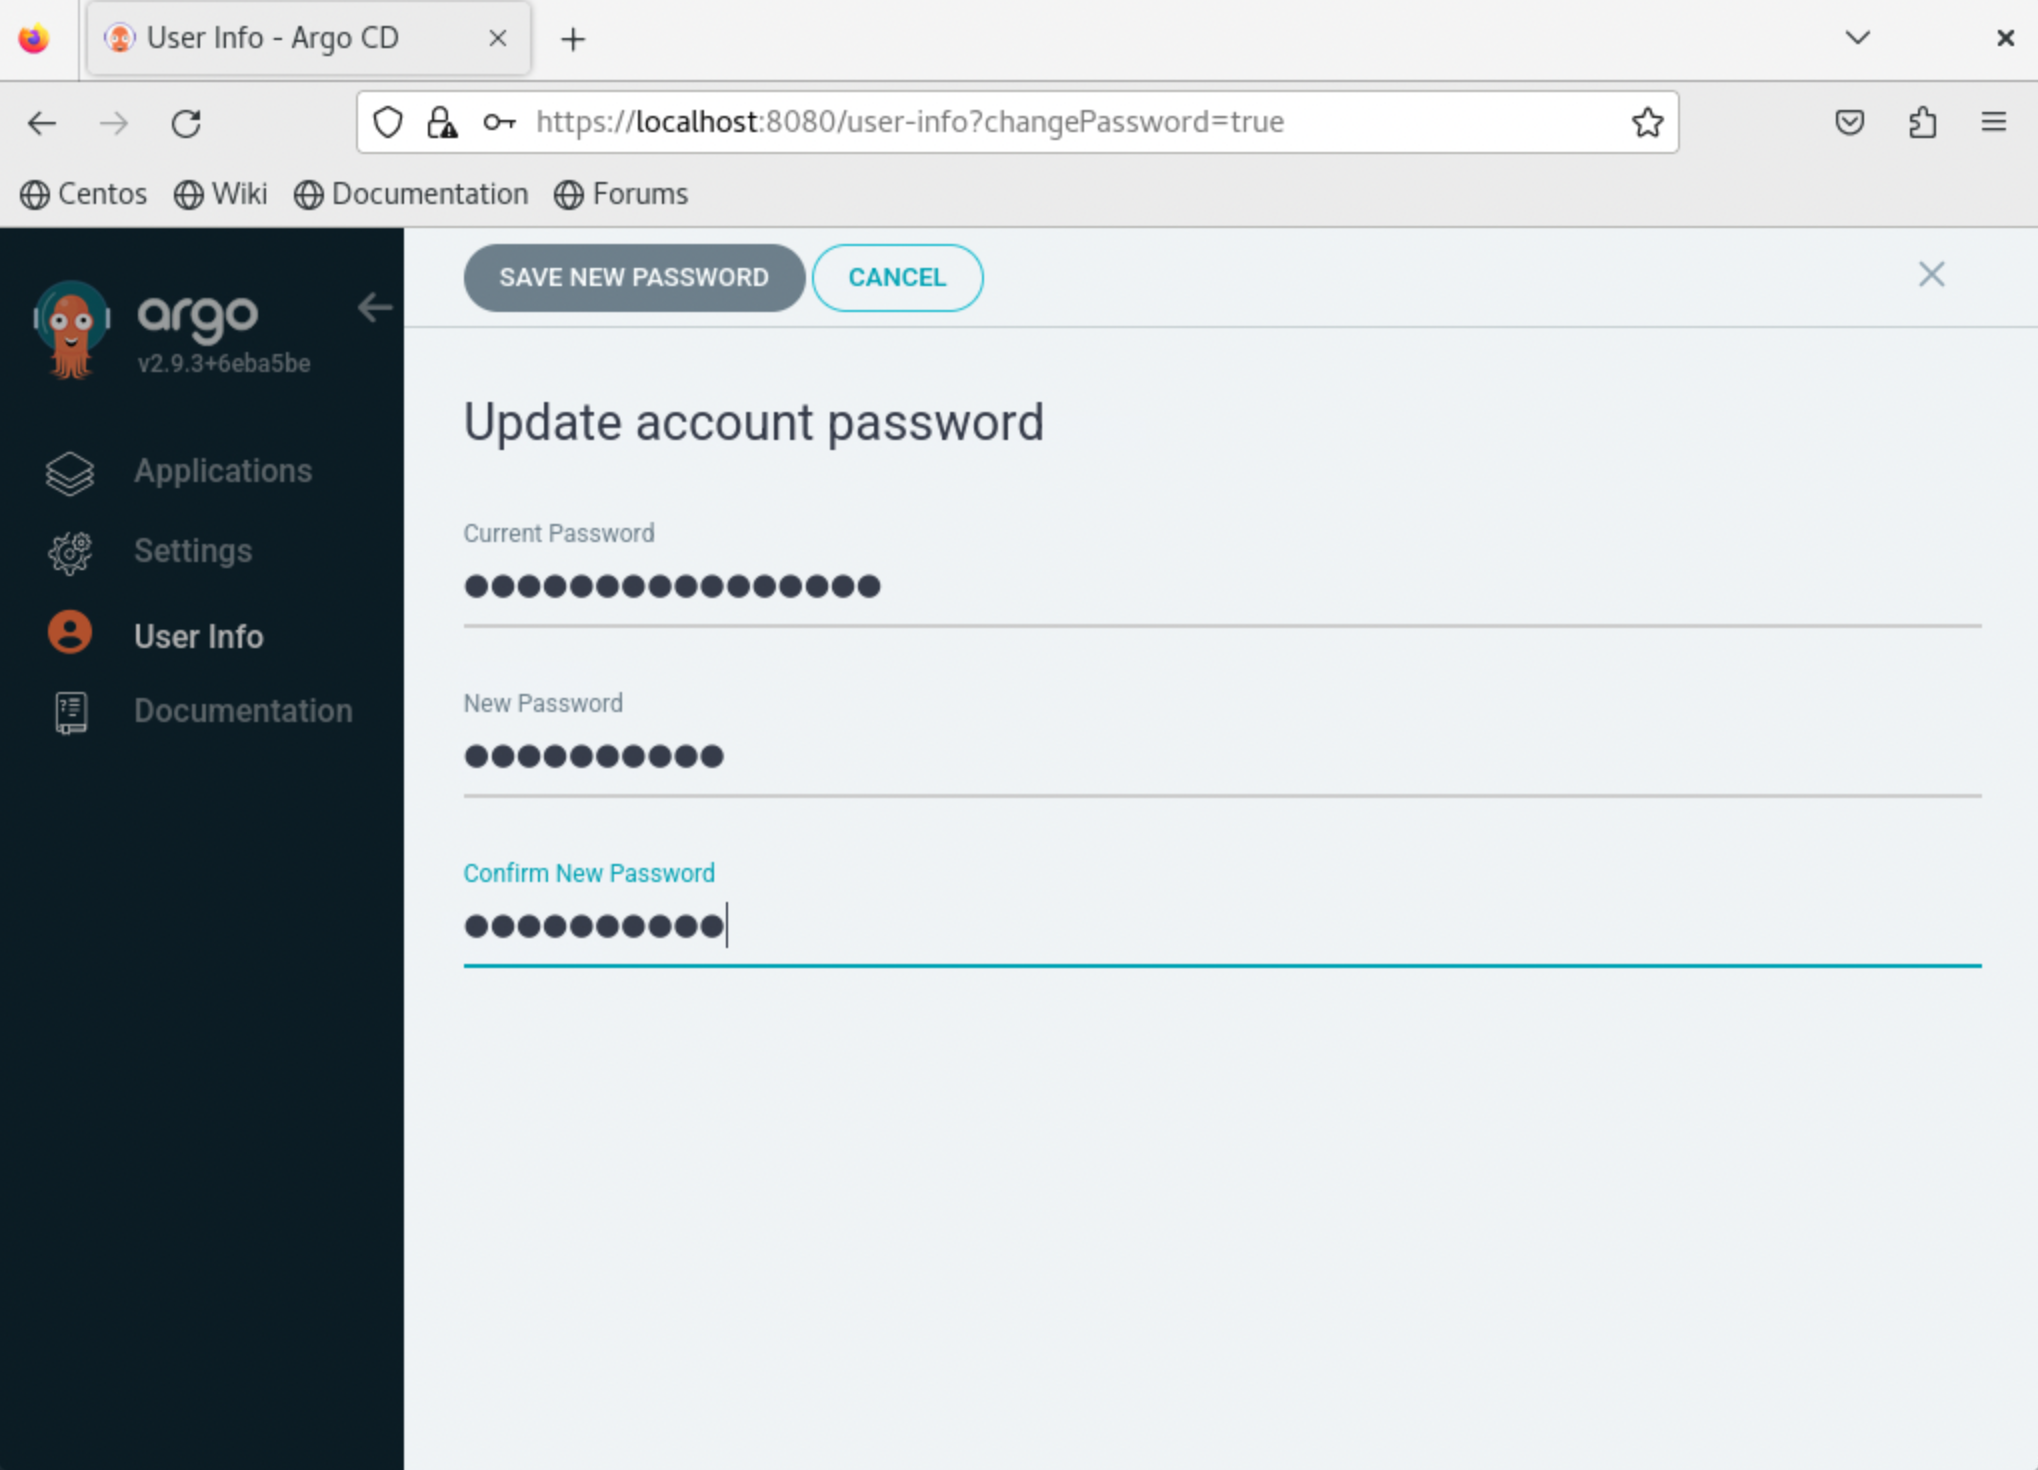 User Info - Argo CD
https://localhost:8080/user-info?changePassword=true
Centos Wiki Documentation Forums
argo
v2.9.3+6eba5be
Applications
Settings
User Info
Documentation
SAVE NEW PASSWORD CANCEL
Update account password
Current Password
●●●●●●●●●●●●●●●●
New Password
●●●●●●●●●●
Confirm New Password
●●●●●●●●●●